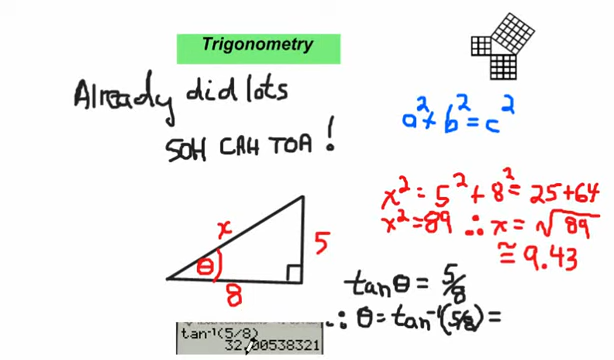 Trigonometry
Already did lots
SOH CAH TOA !
a² + b² = c²
x² = 5² + 8² = 25 + 64
x² = 89 ∴ x = √89
≅ 9.43
x
θ
5
8
tan θ = 5/8
∴ θ = tan⁻¹(5/8) =
tan⁻¹(5/8)
32.00538321